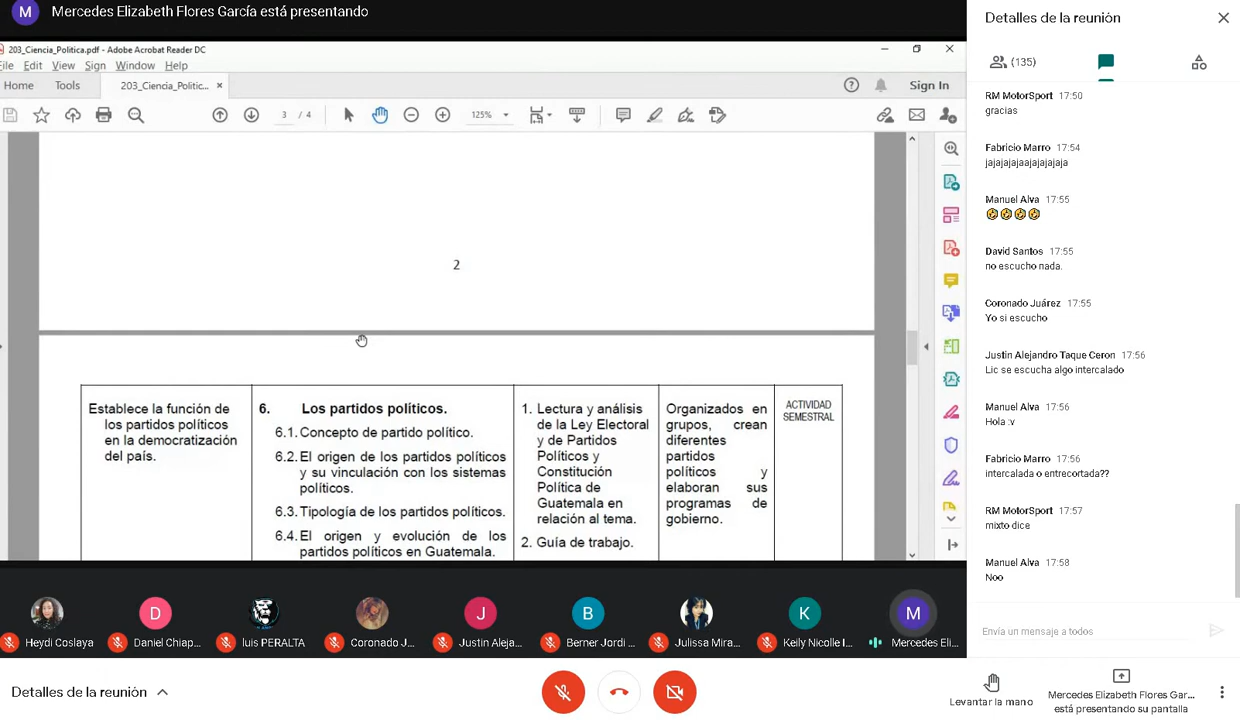 M Mercedes Elizabeth Flores García está presentando
203_Ciencia_Politica.pdf - Adobe Acrobat Reader DC
File Edit View Sign Window Help
Home Tools 203_Ciencia_Politic... × Sign In
3 / 4 125%
2
Establece la función de
los partidos políticos
en la democratización
del país.
6. Los partidos políticos.
6.1. Concepto de partido político.
6.2. El origen de los partidos políticos
y su vinculación con los sistemas
políticos.
6.3. Tipología de los partidos políticos.
6.4. El origen y evolución de los
partidos políticos en Guatemala.
1. Lectura y análisis
de la Ley Electoral
y de Partidos
Políticos y
Constitución
Política de
Guatemala en
relación al tema.
2. Guía de trabajo.
Organizados en
grupos, crean
diferentes
partidos
políticos y
elaboran sus
programas de
gobierno.
ACTIVIDAD
SEMESTRAL
Detalles de la reunión
(135)
RM MotorSport 17:50
gracias
Fabricio Marro 17:54
jajajajajaajajajajaja
Manuel Alva 17:55
🤣🤣🤣🤣
David Santos 17:55
no escucho nada.
Coronado Juárez 17:55
Yo si escucho
Justin Alejandro Taque Ceron 17:56
Lic se escucha algo intercalado
Manuel Alva 17:56
Hola :v
Fabricio Marro 17:56
intercalada o entrecortada??
RM MotorSport 17:57
mixto dice
Manuel Alva 17:58
Noo
Envía un mensaje a todos
D J B K M
Heydi Coslaya Daniel Chiap... luis PERALTA Coronado J... Justin Aleja... Berner Jordi ... Julissa Mira... Keily Nicolle I... Mercedes Eli...
Detalles de la reunión
Levantar la mano
Mercedes Elizabeth Flores Gar...
está presentando su pantalla